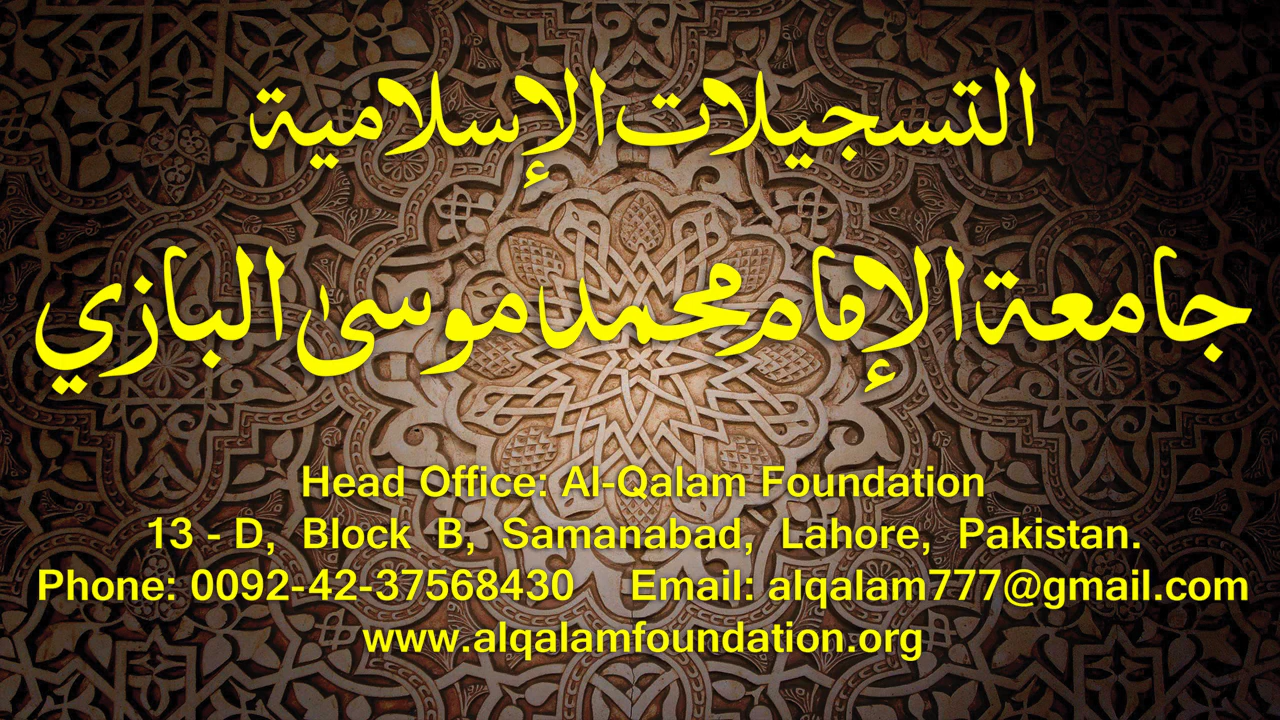 التسجيلات الإسلامية
جامعة الإمام محمد موسى البازي
Head Office: Al-Qalam Foundation
13 - D, Block B, Samanabad, Lahore, Pakistan.
Phone: 0092-42-37568430 Email: alqalam777@gmail.com
www.alqalamfoundation.org